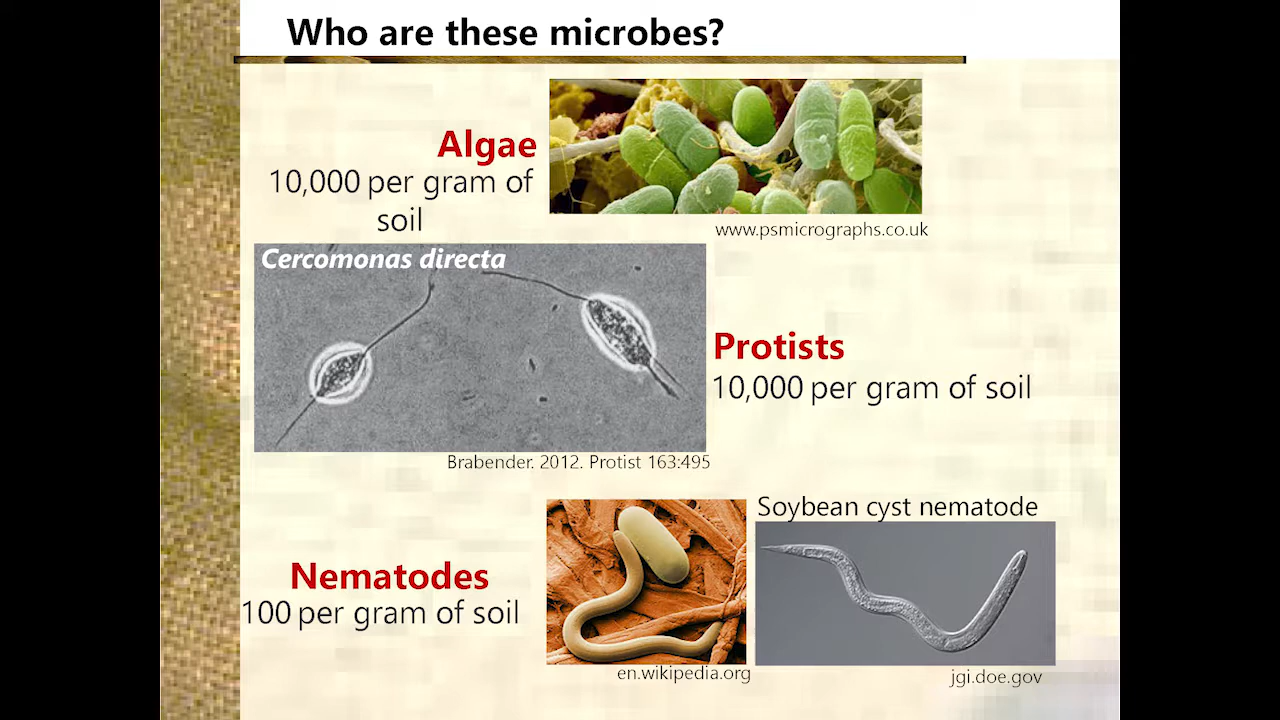 Who are these microbes?
Algae
10,000 per gram of
soil
www.psmicrographs.co.uk
Cercomonas directa
Protists
10,000 per gram of soil
Brabender. 2012. Protist 163:495
Soybean cyst nematode
Nematodes
100 per gram of soil
en.wikipedia.org
jgi.doe.gov